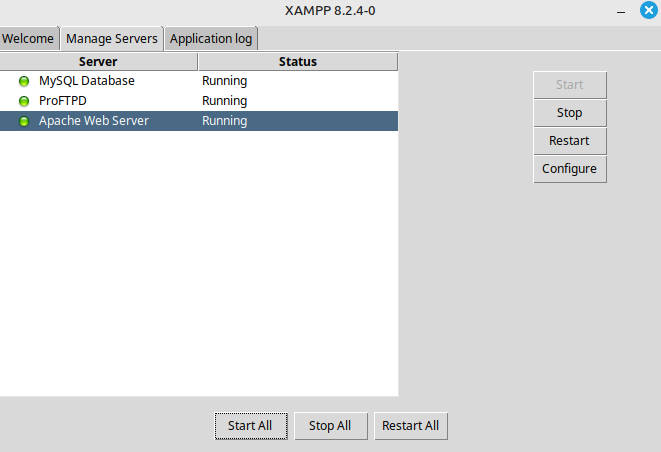 XAMPP 8.2.4-0
Welcome Manage Servers Application log
Server Status
MySQL Database Running
ProFTPD Running
Apache Web Server Running
Start
Stop
Restart
Configure
Start All Stop All Restart All